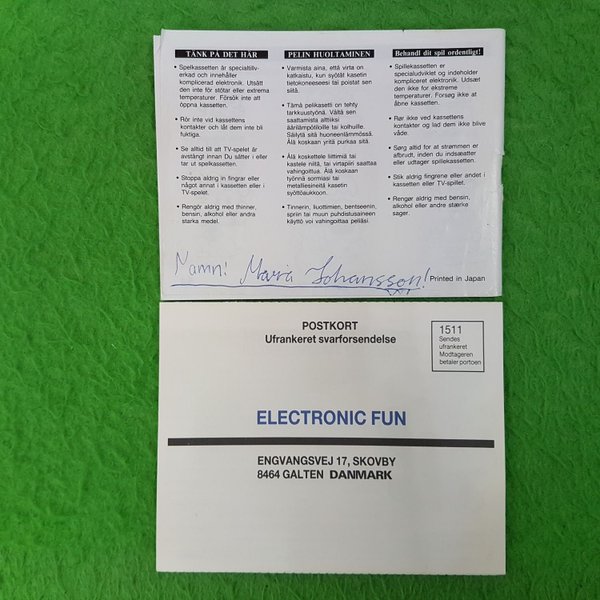 TÄNK PÅ DET HÄR
• Spelkassetten är specialtillv-
erkad och innehåller
komplicerad elektronik. Utsätt
den inte för stötar eller extrema
temperaturer. Försök inte att
öppna kassetten.
• Rör inte vid kassettens
kontakter och låt dem inte bli
fuktiga.
• Se alltid till att TV-spelet är
avstängt innan Du sätter i eller
tar ut spelkassetten.
• Stoppa aldrig in fingrar eller
något annat i kassetten eller i
TV-spelet.
• Rengör aldrig med thinner,
bensin, alkohol eller andra
starka medel.
PELIN HUOLTAMINEN
• Varmista aina, että virta on
katkaistu, kun syötät kasetin
tietokoneeseesi tai poistat sen
siitä.
• Tämä pelikasetti on tehty
tarkkuustyönä. Vältä sen
saattamista alttiiksi
äärilämpötiloille tai kolhuille.
Säilytä sitä huoneenlämmössä.
Älä koskaan yritä purkaa sitä.
• Älä koskettele liittimiä tai
kastele niitä, tai virtapiiri saattaa
vahingoittua. Älä koskaan
työnnä sormiasi tai
metalliesineitä kasetin
syöttöaukkoon.
• Tinnerin, liuottimien, bentseenin,
spriin tai muun puhdistusaineen
käyttö voi vahingoittaa peliäsi.
Behandl dit spil ordentligt!
• Spillekassetten er
specialudviklet og indeholder
kompliceret elektronik. Udsæt
den ikke for ekstreme
temperaturer. Forsøg ikke at
åbne kassetten.
• Rør ikke ved kassettens
kontakter og lad dem ikke blive
våde.
• Sørg altid for at strømmen er
afbrudt, inden du indsæetter
eller udtager spillekassetten.
• Stik aldrig fingrene eller andet i
kassetten eller i TV-spillet.
• Rengør aldrig med bensin,
alkohol eller andre stærke
sager.
Namn! Maria Johansson!
Printed in Japan
POSTKORT
Ufrankeret svarforsendelse
1511
Sendes
ufrankeret
Modtageren
betaler portoen
ELECTRONIC FUN
ENGVANGSVEJ 17, SKOVBY
8464 GALTEN DANMARK